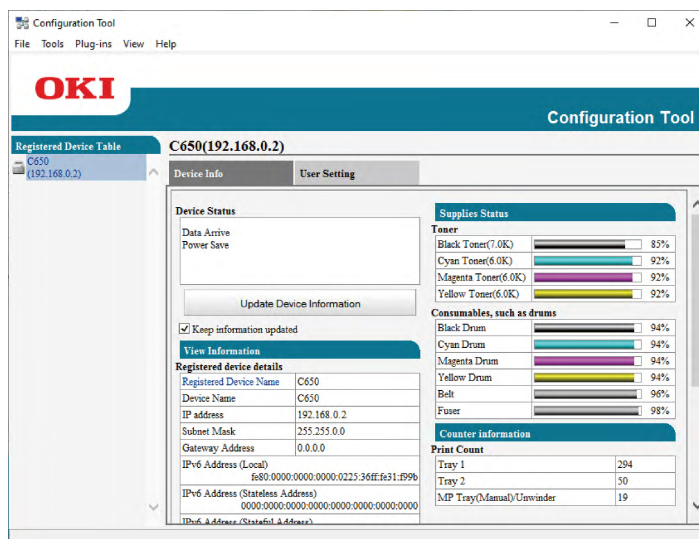 Configuration Tool
File Tools Plug-ins View Help
OKI
Configuration Tool
Registered Device Table
C650
(192.168.0.2)
C650(192.168.0.2)
Device Info User Setting
Device Status
Data Arrive
Power Save
Update Device Information
Keep information updated
View Information
Registered device details
Registered Device Name C650
Device Name C650
IP address 192.168.0.2
Subnet Mask 255.255.0.0
Gateway Address 0.0.0.0
IPv6 Address (Local)
fe80:0000:0000:0000:0225:36ff:fe31:f99b
IPv6 Address (Stateless Address)
0000:0000:0000:0000:0000:0000:0000:0000
IPv6 Address (Stateful Address)
Supplies Status
Toner
Black Toner(7.0K) 85%
Cyan Toner(6.0K) 92%
Magenta Toner(6.0K) 92%
Yellow Toner(6.0K) 92%
Consumables, such as drums
Black Drum 94%
Cyan Drum 94%
Magenta Drum 94%
Yellow Drum 94%
Belt 96%
Fuser 98%
Counter information
Print Count
Tray 1 294
Tray 2 50
MP Tray(Manual)/Unwinder 19